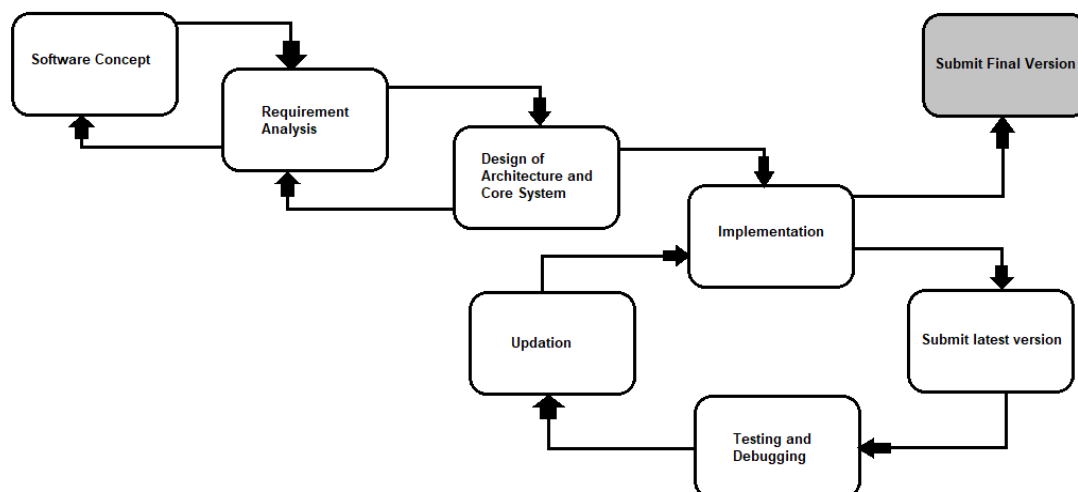 Software Concept
Submit Final Version
Requirement
Analysis
Design of
Architecture and
Core System
Implementation
Updation
Submit latest version
Testing and
Debugging